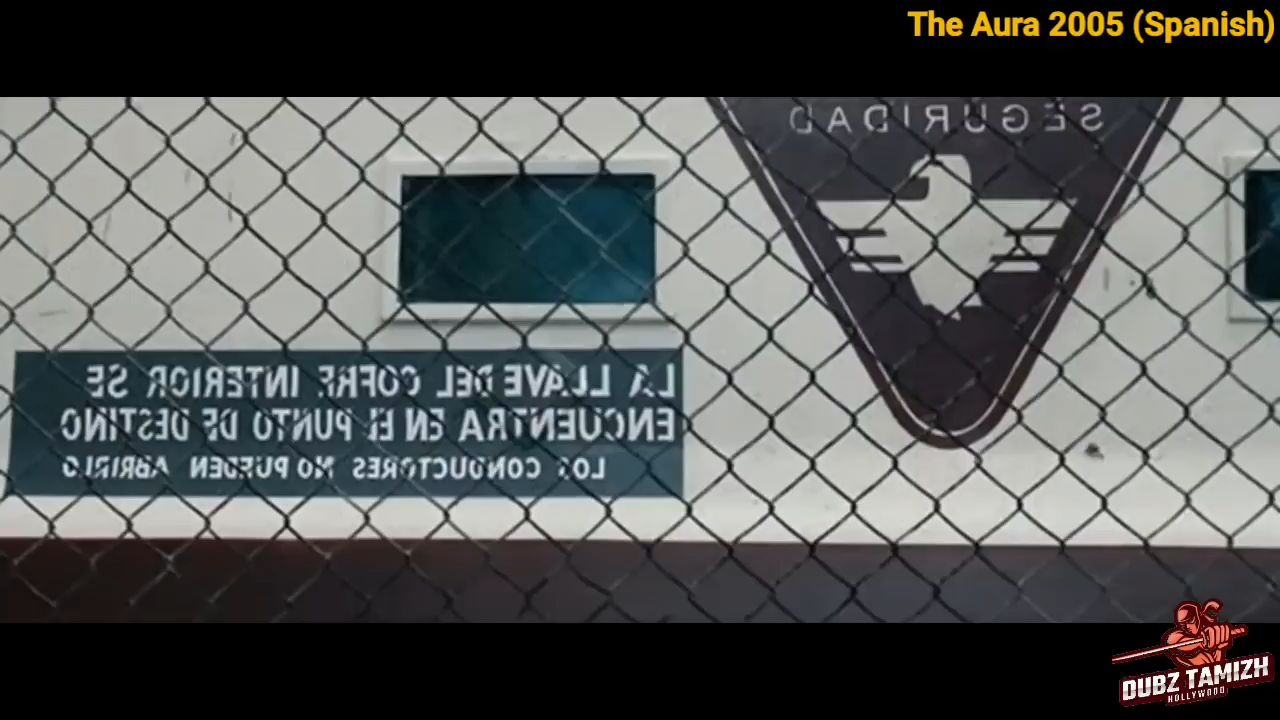 The Aura 2005 (Spanish)
SEGURIDAD
LA LLAVE DEL COFRE INTERIOR SE
ENCUENTRA EN EL PUNTO DE DESTINO
LOS CONDUCTORES NO PUEDEN ABRIRLO
DUBZ TAMIZH
HOLLYWOOD